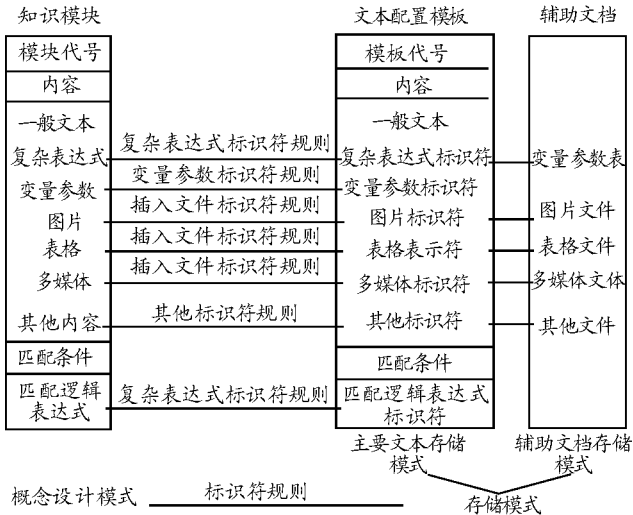 知识模块 文本配置模板 辅助文档
模块代号 模板代号
内容 内容
一般文本 一般文本
复杂表达式 复杂表达式标识符规则 复杂表达式标识符 变量参数表
变量参数 变量参数标识符规则 变量参数标识符
图片 插入文件标识符规则 图片标识符 图片文件
表格 插入文件标识符规则 表格表示符 表格文件
多媒体 插入文件标识符规则 多媒体标识符 多媒体文体
其他内容 其他标识符规则 其他标识符 其他文件
匹配条件 匹配条件
匹配逻辑 复杂表达式标识符规则 匹配逻辑表达式
表达式 标识符
主要文本存储 辅助文档存储
模式 模式
概念设计模式 标识符规则 存储模式